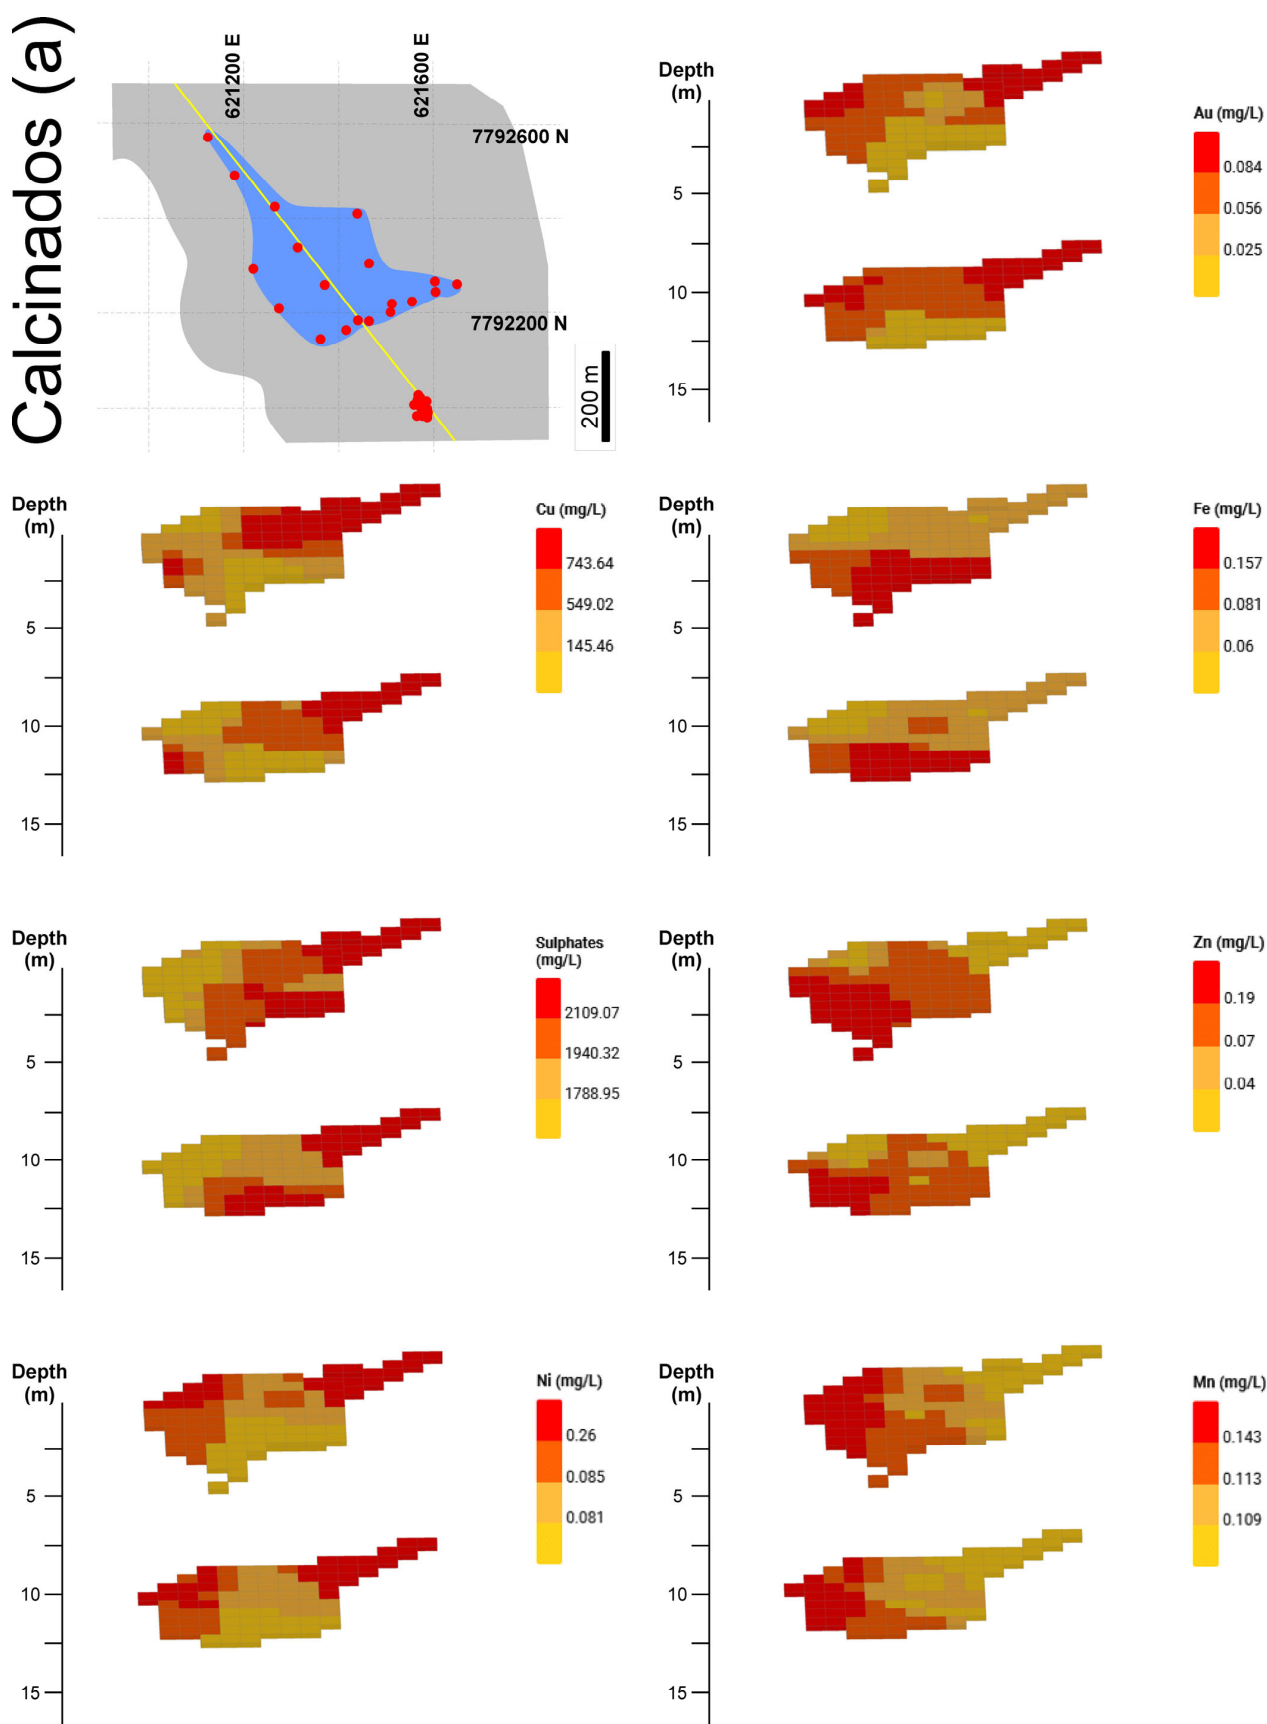 Calcinados (a)
621200 E
621600 E
7792600 N
7792200 N
200 m
Depth
(m)
5
10
15
Au (mg/L)
0.084
0.056
0.025
Depth
(m)
5
10
15
Cu (mg/L)
743.64
549.02
145.46
Depth
(m)
5
10
15
Fe (mg/L)
0.157
0.081
0.06
Depth
(m)
5
10
15
Sulphates
(mg/L)
2109.07
1940.32
1788.95
Depth
(m)
5
10
15
Zn (mg/L)
0.19
0.07
0.04
Depth
(m)
5
10
15
Ni (mg/L)
0.26
0.085
0.081
Depth
(m)
5
10
15
Mn (mg/L)
0.143
0.113
0.109